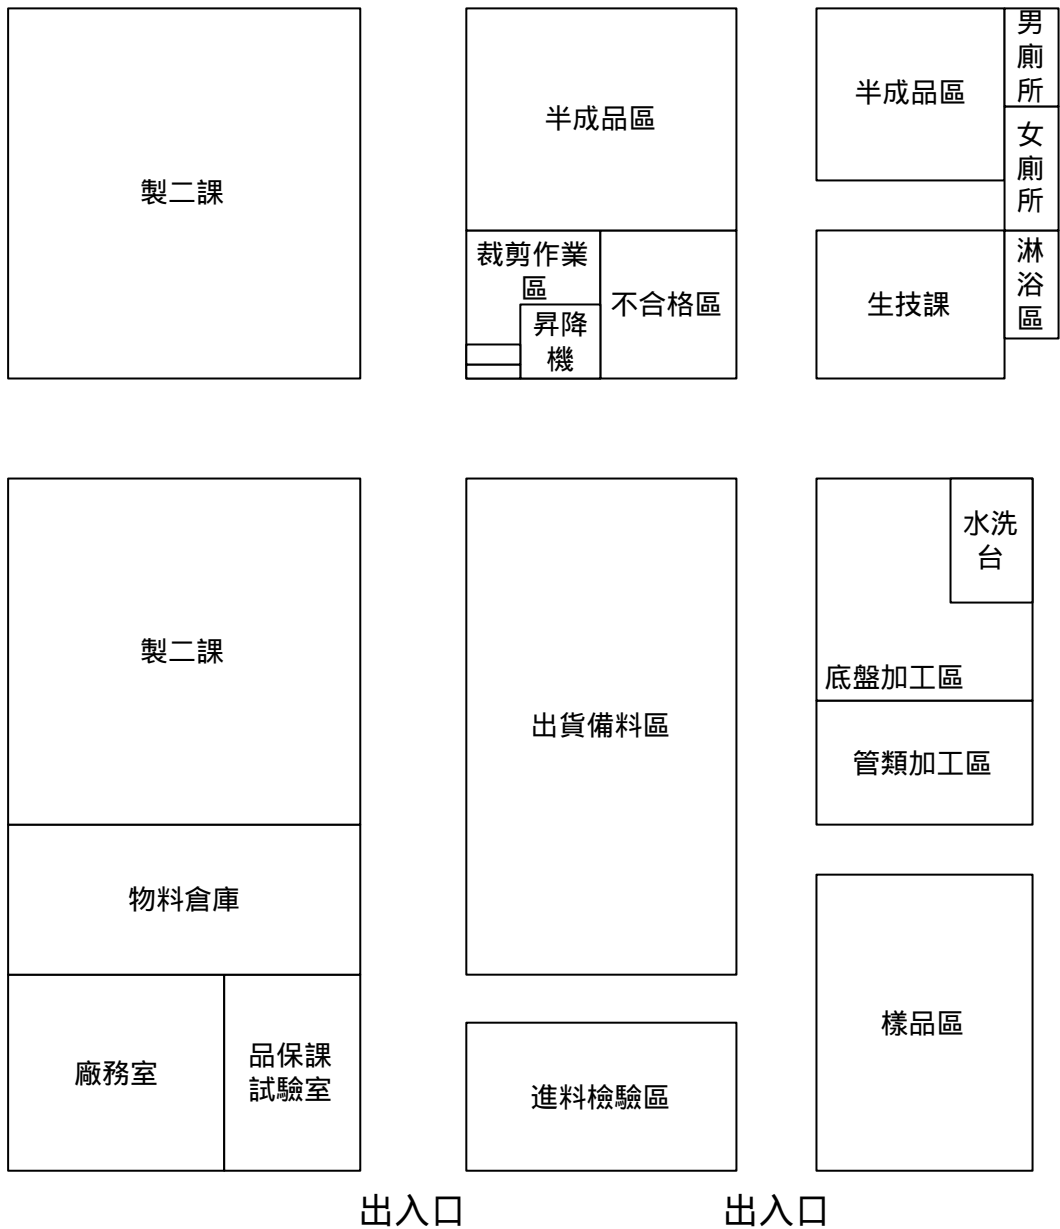 製二課
半成品區
半成品區
男
廁
所
女
廁
所
裁剪作業
區
昇降
機
不合格區
生技課
淋
浴
區
製二課
出貨備料區
水洗
台
底盤加工區
管類加工區
物料倉庫
廠務室
品保課
試驗室
進料檢驗區
樣品區
出入口
出入口